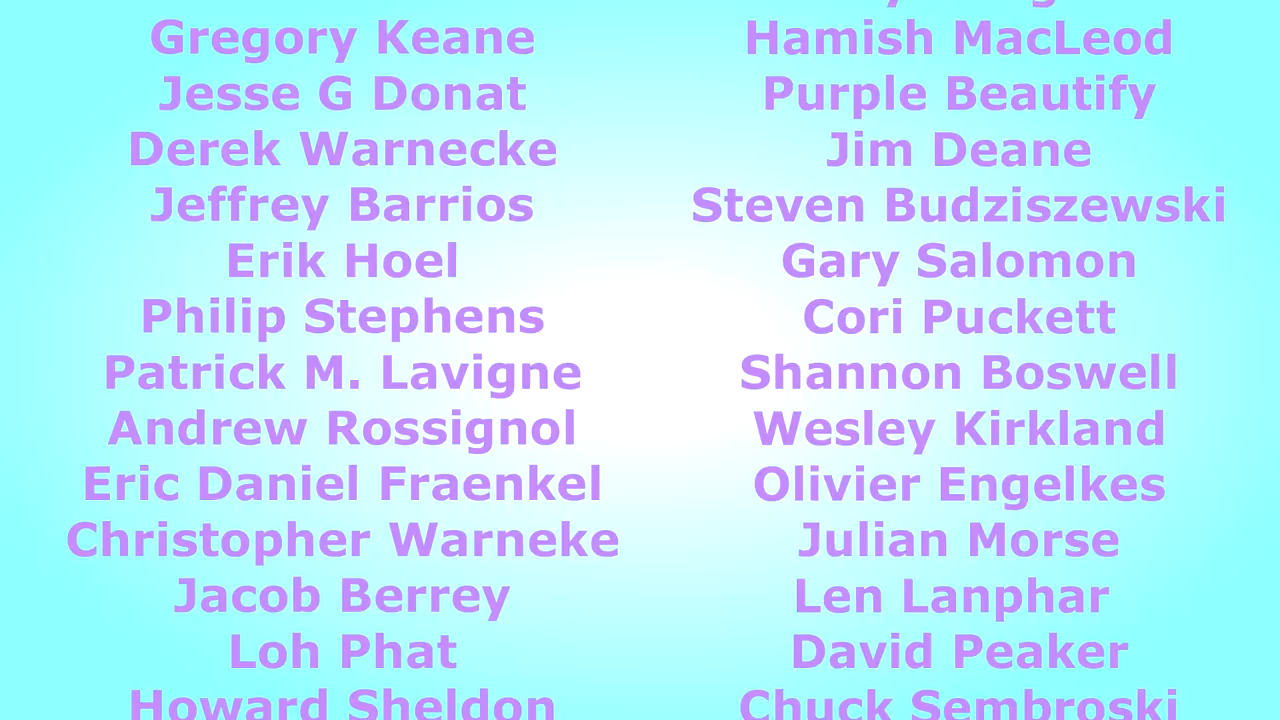 Gregory Keane
Jesse G Donat
Derek Warnecke
Jeffrey Barrios
Erik Hoel
Philip Stephens
Patrick M. Lavigne
Andrew Rossignol
Eric Daniel Fraenkel
Christopher Warneke
Jacob Berrey
Loh Phat
Howard Sheldon
Hamish MacLeod
Purple Beautify
Jim Deane
Steven Budziszewski
Gary Salomon
Cori Puckett
Shannon Boswell
Wesley Kirkland
Olivier Engelkes
Julian Morse
Len Lanphar
David Peaker
Chuck Sembroski